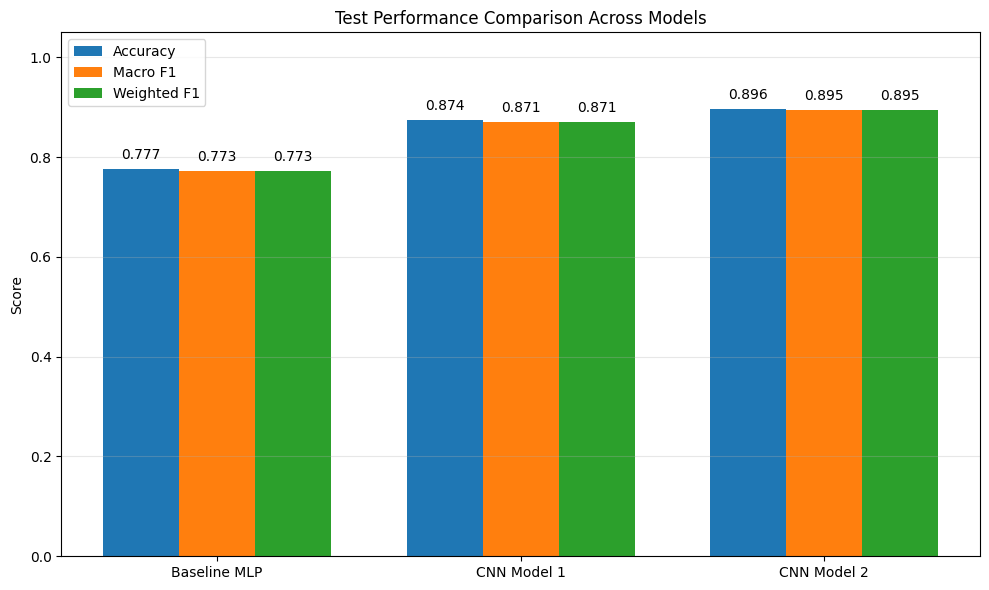 Test Performance Comparison Across Models
Accuracy
Macro F1
Weighted F1
1.0
0.8
0.6
0.4
0.2
0.0
Score
0.777
0.773
0.773
0.874
0.871
0.871
0.896
0.895
0.895
Baseline MLP
CNN Model 1
CNN Model 2